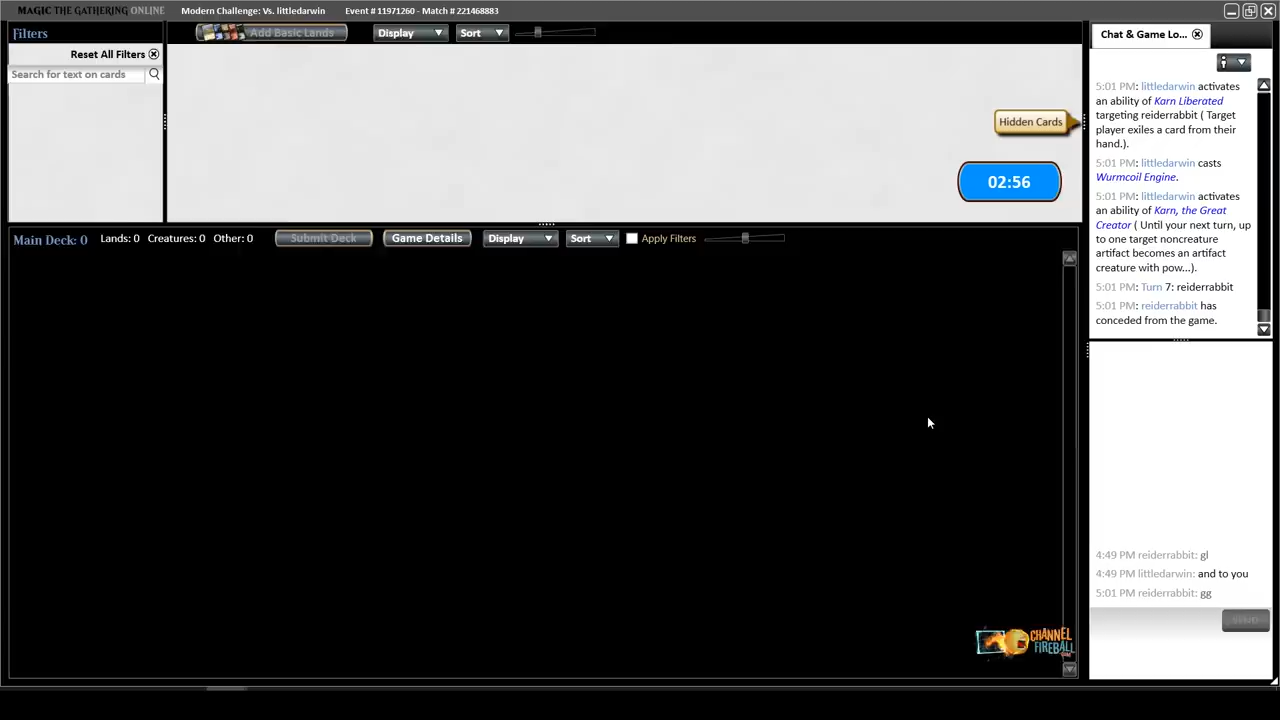 MAGIC THE GATHERING ONLINE Modern Challenge: Vs. littledarwin Event # 11971260 - Match # 221468883
Filters
Add Basic Lands Display Sort
Reset All Filters
Search for text on cards
Hidden Cards
02:56
Main Deck: 0 Lands: 0 Creatures: 0 Other: 0 Submit Deck Game Details Display Sort Apply Filters
CHANNEL
FIREBALL
Chat & Game Lo...
5:01 PM: littledarwin activates
an ability of Karn Liberated
targeting reiderrabbit ( Target
player exiles a card from their
hand.).
5:01 PM: littledarwin casts
Wurmcoil Engine.
5:01 PM: littledarwin activates
an ability of Karn, the Great
Creator ( Until your next turn, up
to one target noncreature
artifact becomes an artifact
creature with pow...).
5:01 PM: Turn 7: reiderrabbit
5:01 PM: reiderrabbit has
conceded from the game.
4:49 PM reiderrabbit: gl
4:49 PM littledarwin: and to you
5:01 PM reiderrabbit: gg
SEND